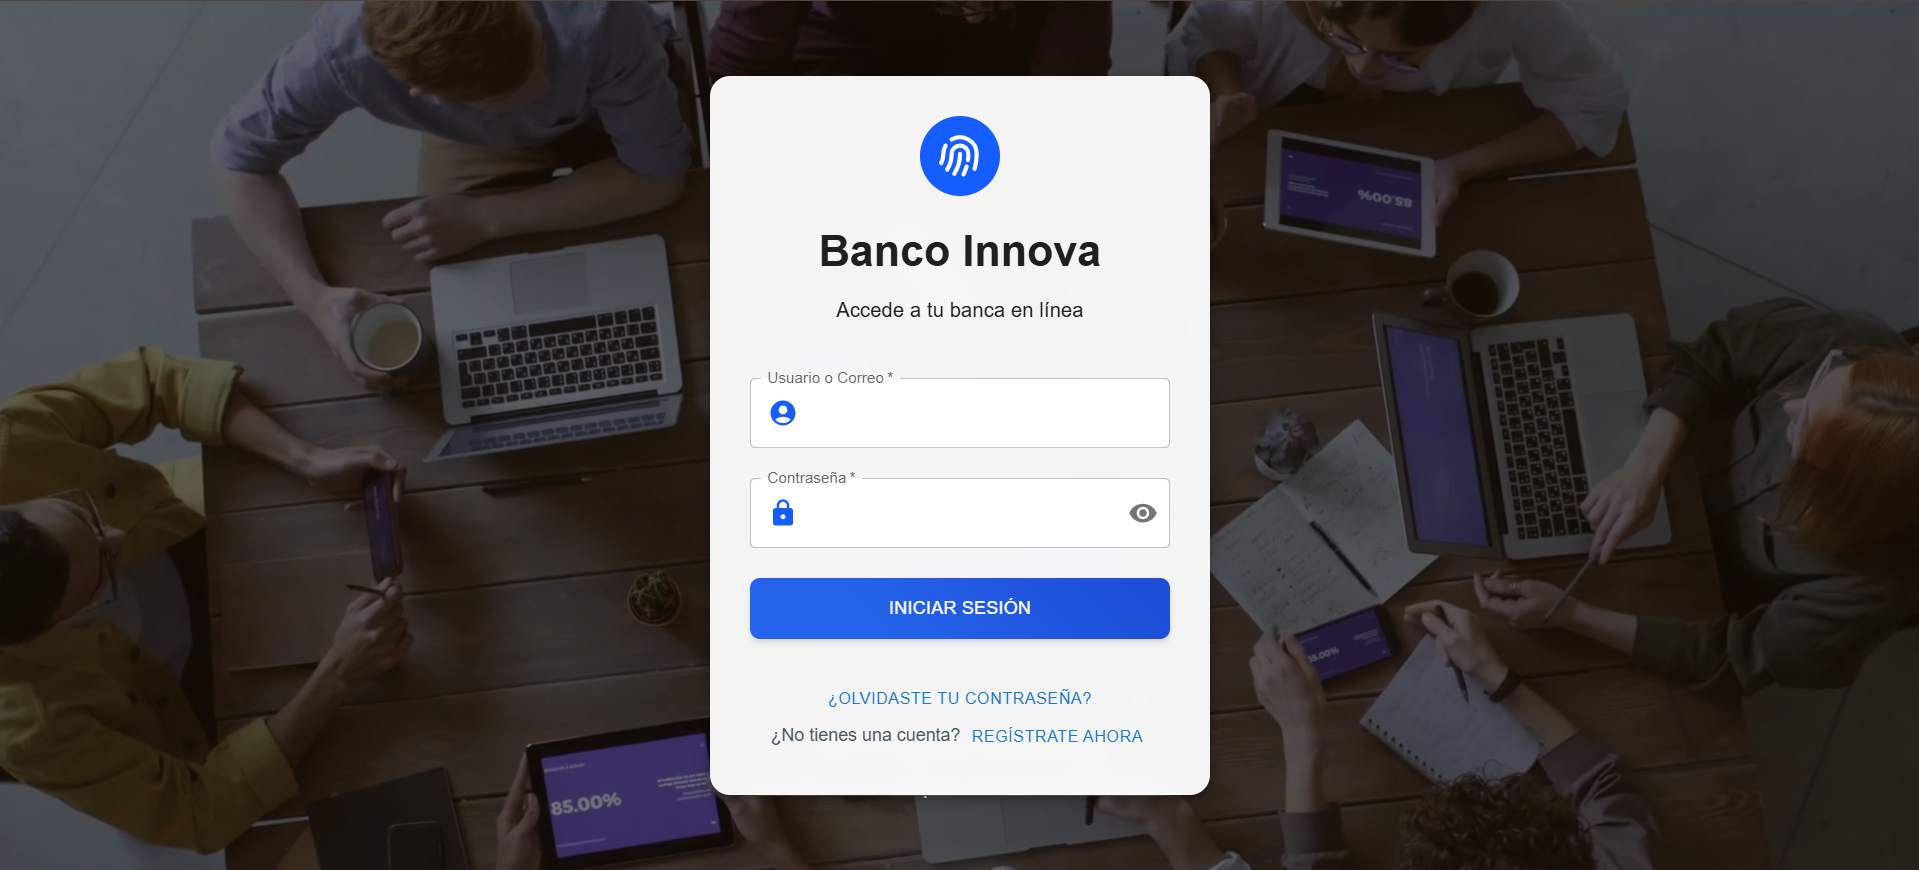 Banco Innova
Accede a tu banca en línea
Usuario o Correo *
Contraseña *
INICIAR SESIÓN
¿OLVIDASTE TU CONTRASEÑA?
¿No tienes una cuenta? REGÍSTRATE AHORA
85.00%
85.00%